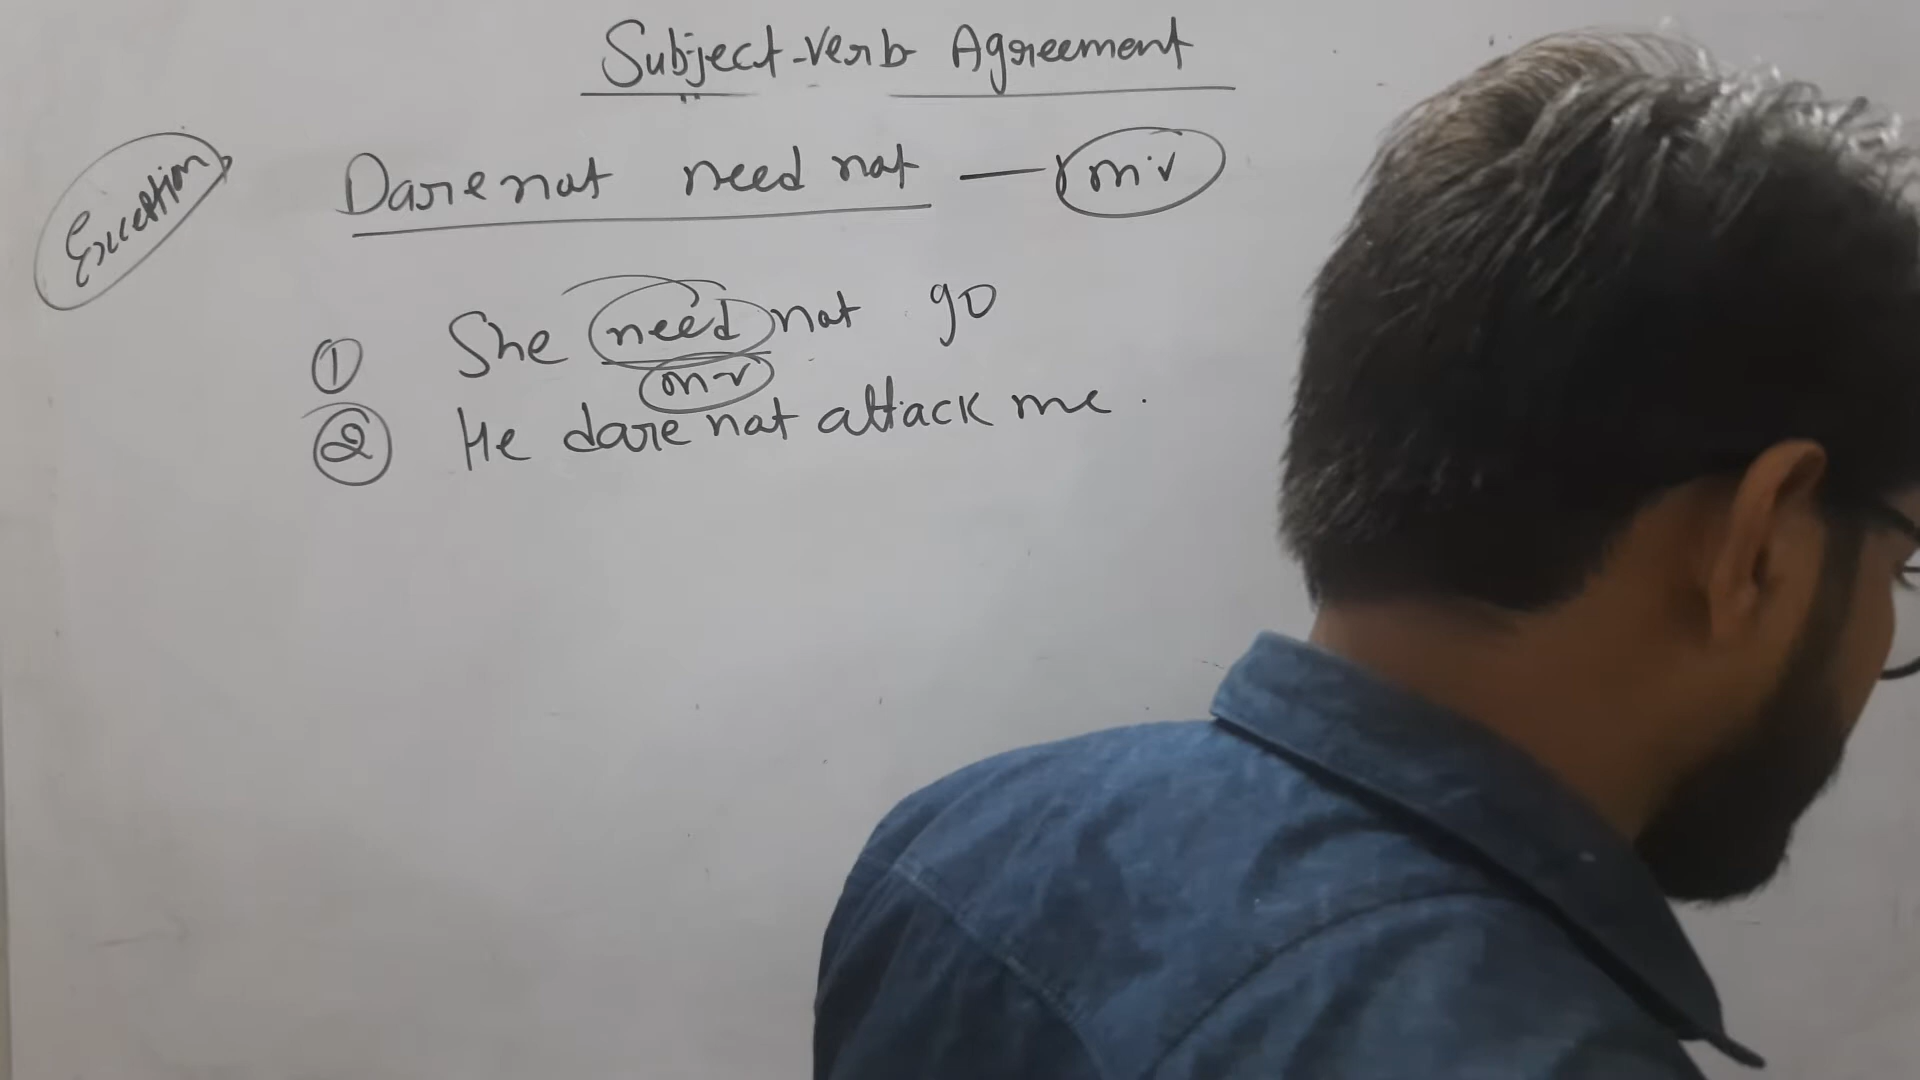 Subject-verb Agreement
Exception
Dare not need not — m.v
① She need not go
m-v
② He dare not attack me.